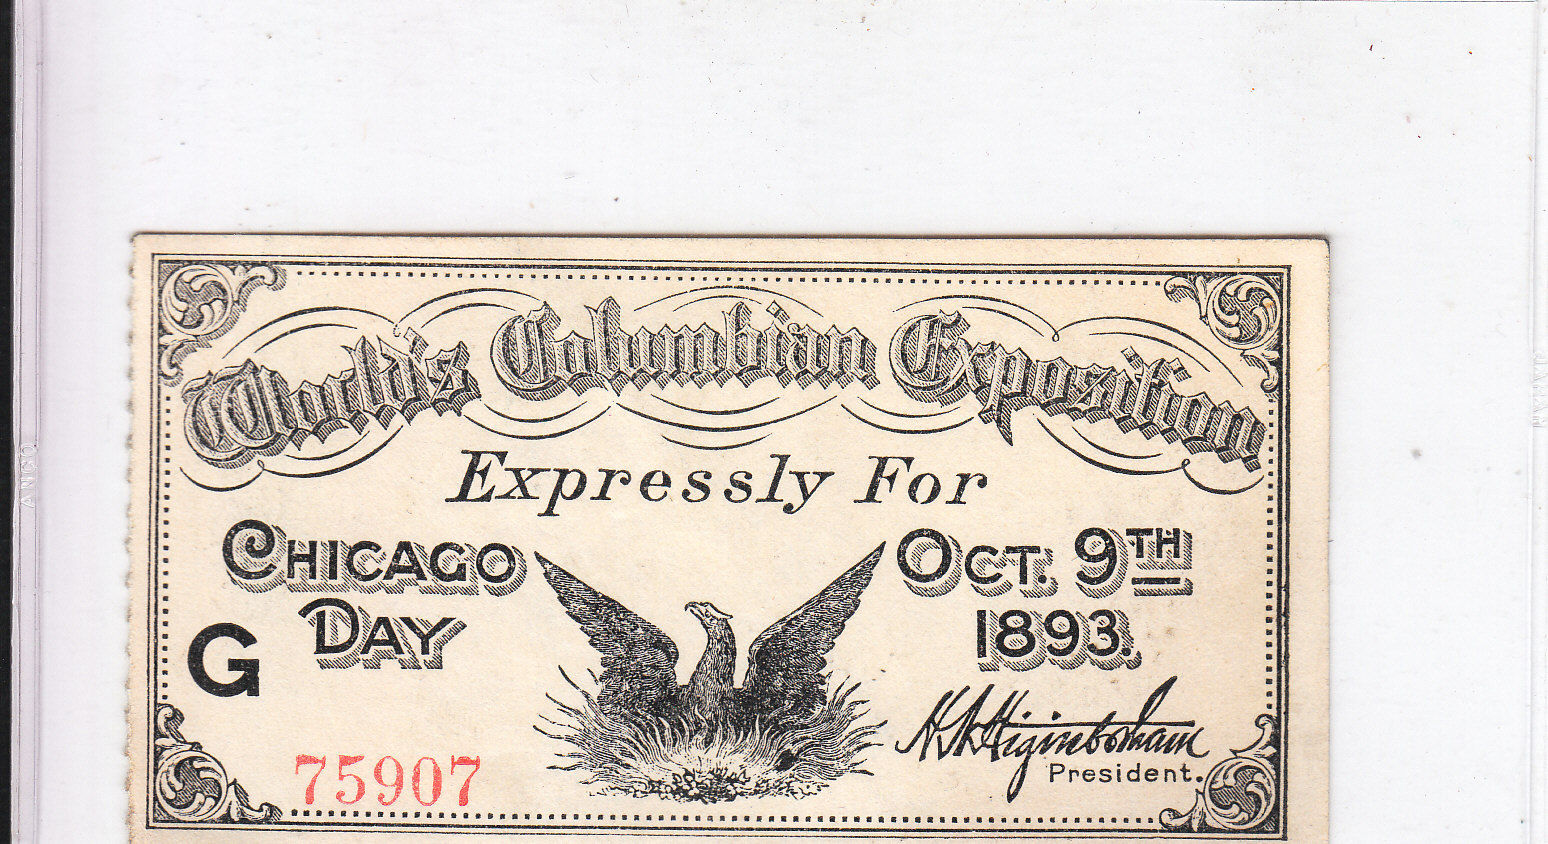 World's Columbian Exposition
Expressly For
CHICAGO
DAY
OCT. 9TH
1893.
G
75907
H. N. Higinbotham
President.